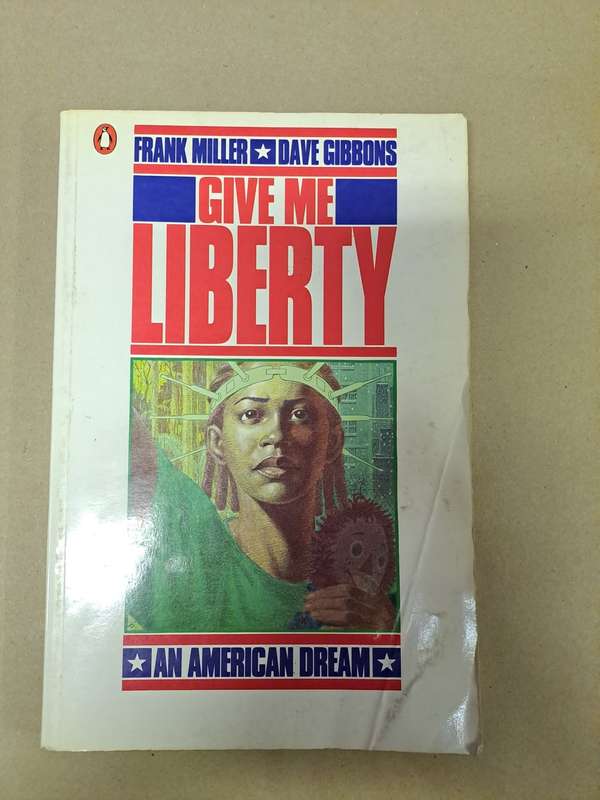 FRANK MILLER ★ DAVE GIBBONS
GIVE ME
LIBERTY
★ AN AMERICAN DREAM ★